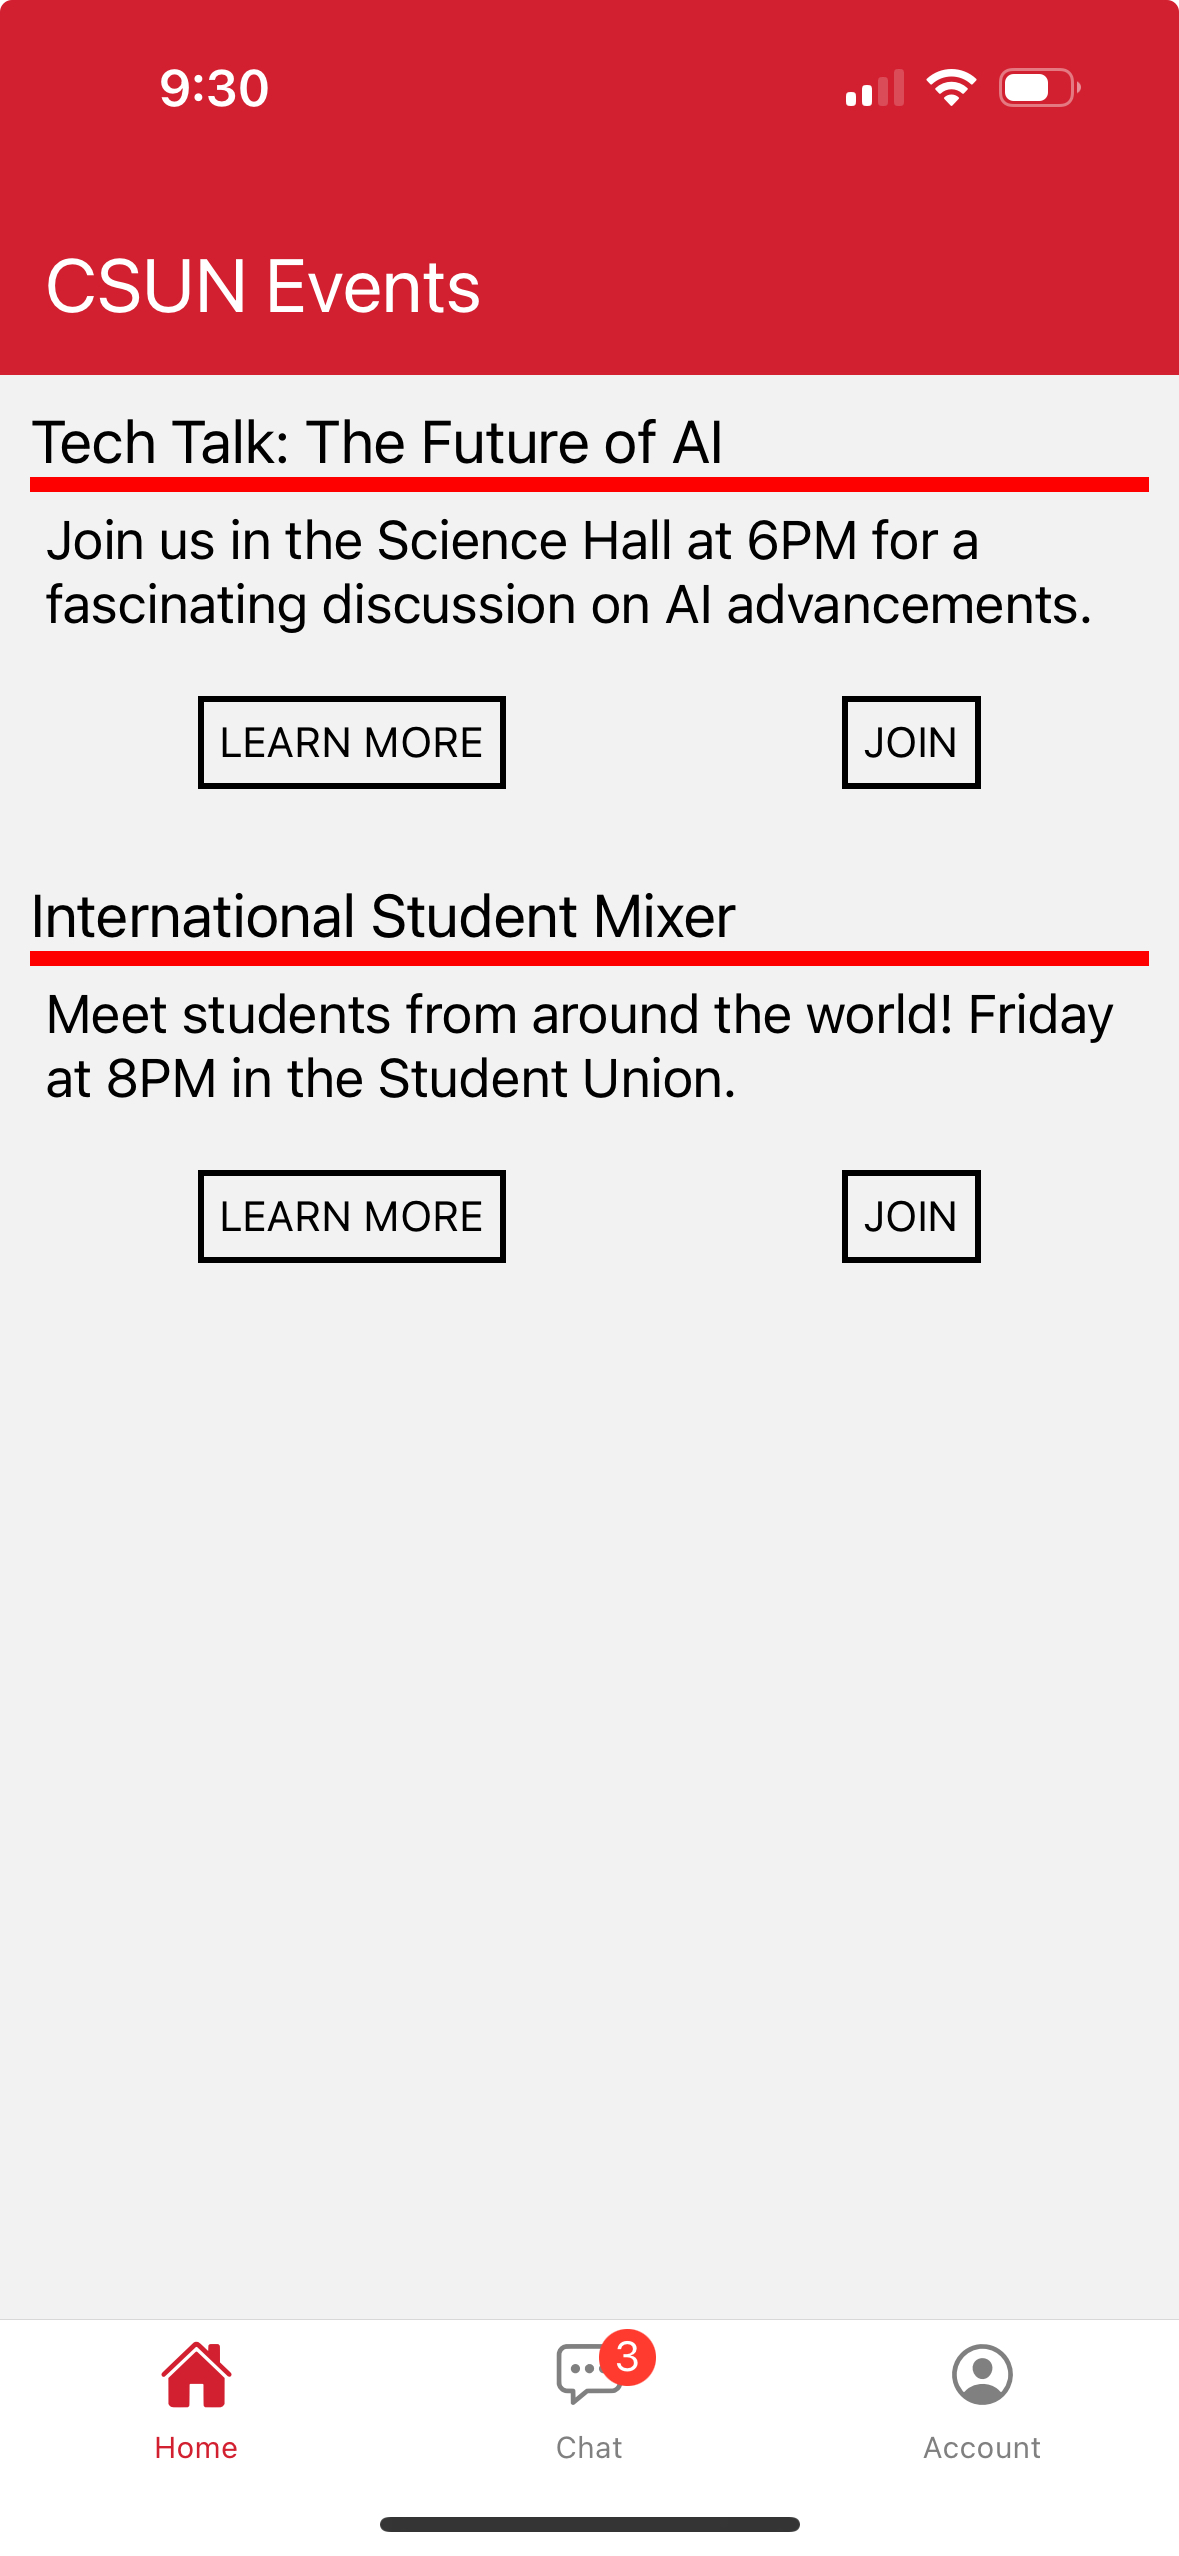 9:30
CSUN Events
Tech Talk: The Future of AI
Join us in the Science Hall at 6PM for a
fascinating discussion on AI advancements.
LEARN MORE JOIN
International Student Mixer
Meet students from around the world! Friday
at 8PM in the Student Union.
LEARN MORE JOIN
3
Home Chat Account